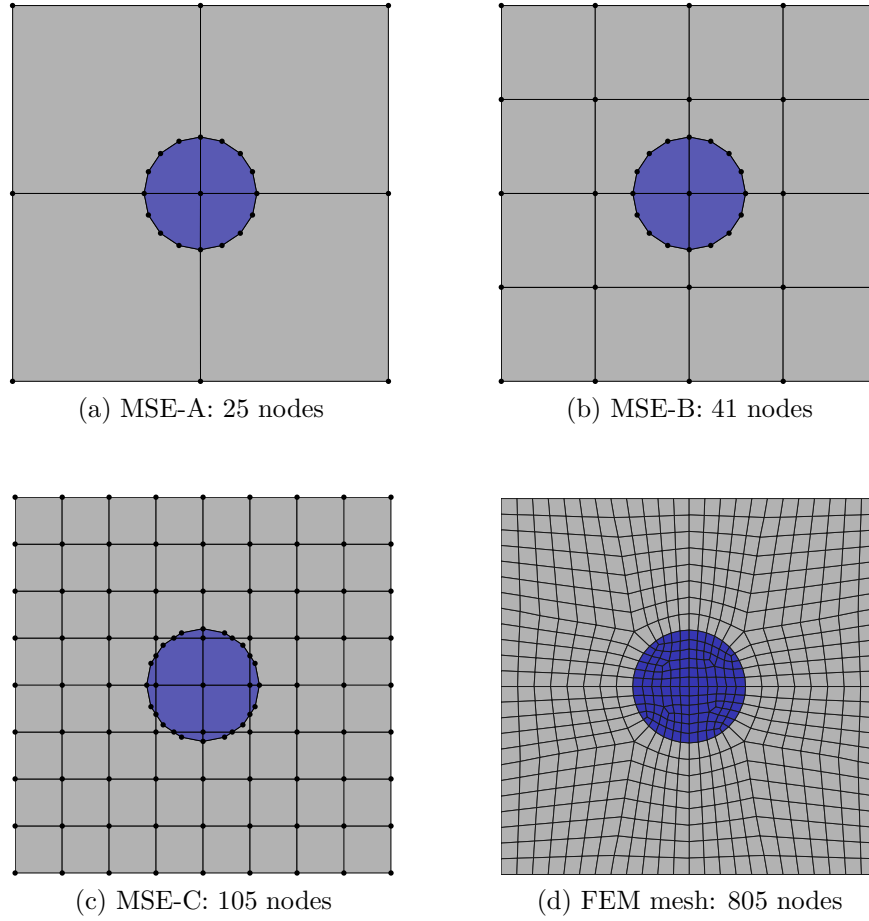 (a) MSE-A: 25 nodes
(b) MSE-B: 41 nodes
(c) MSE-C: 105 nodes
(d) FEM mesh: 805 nodes